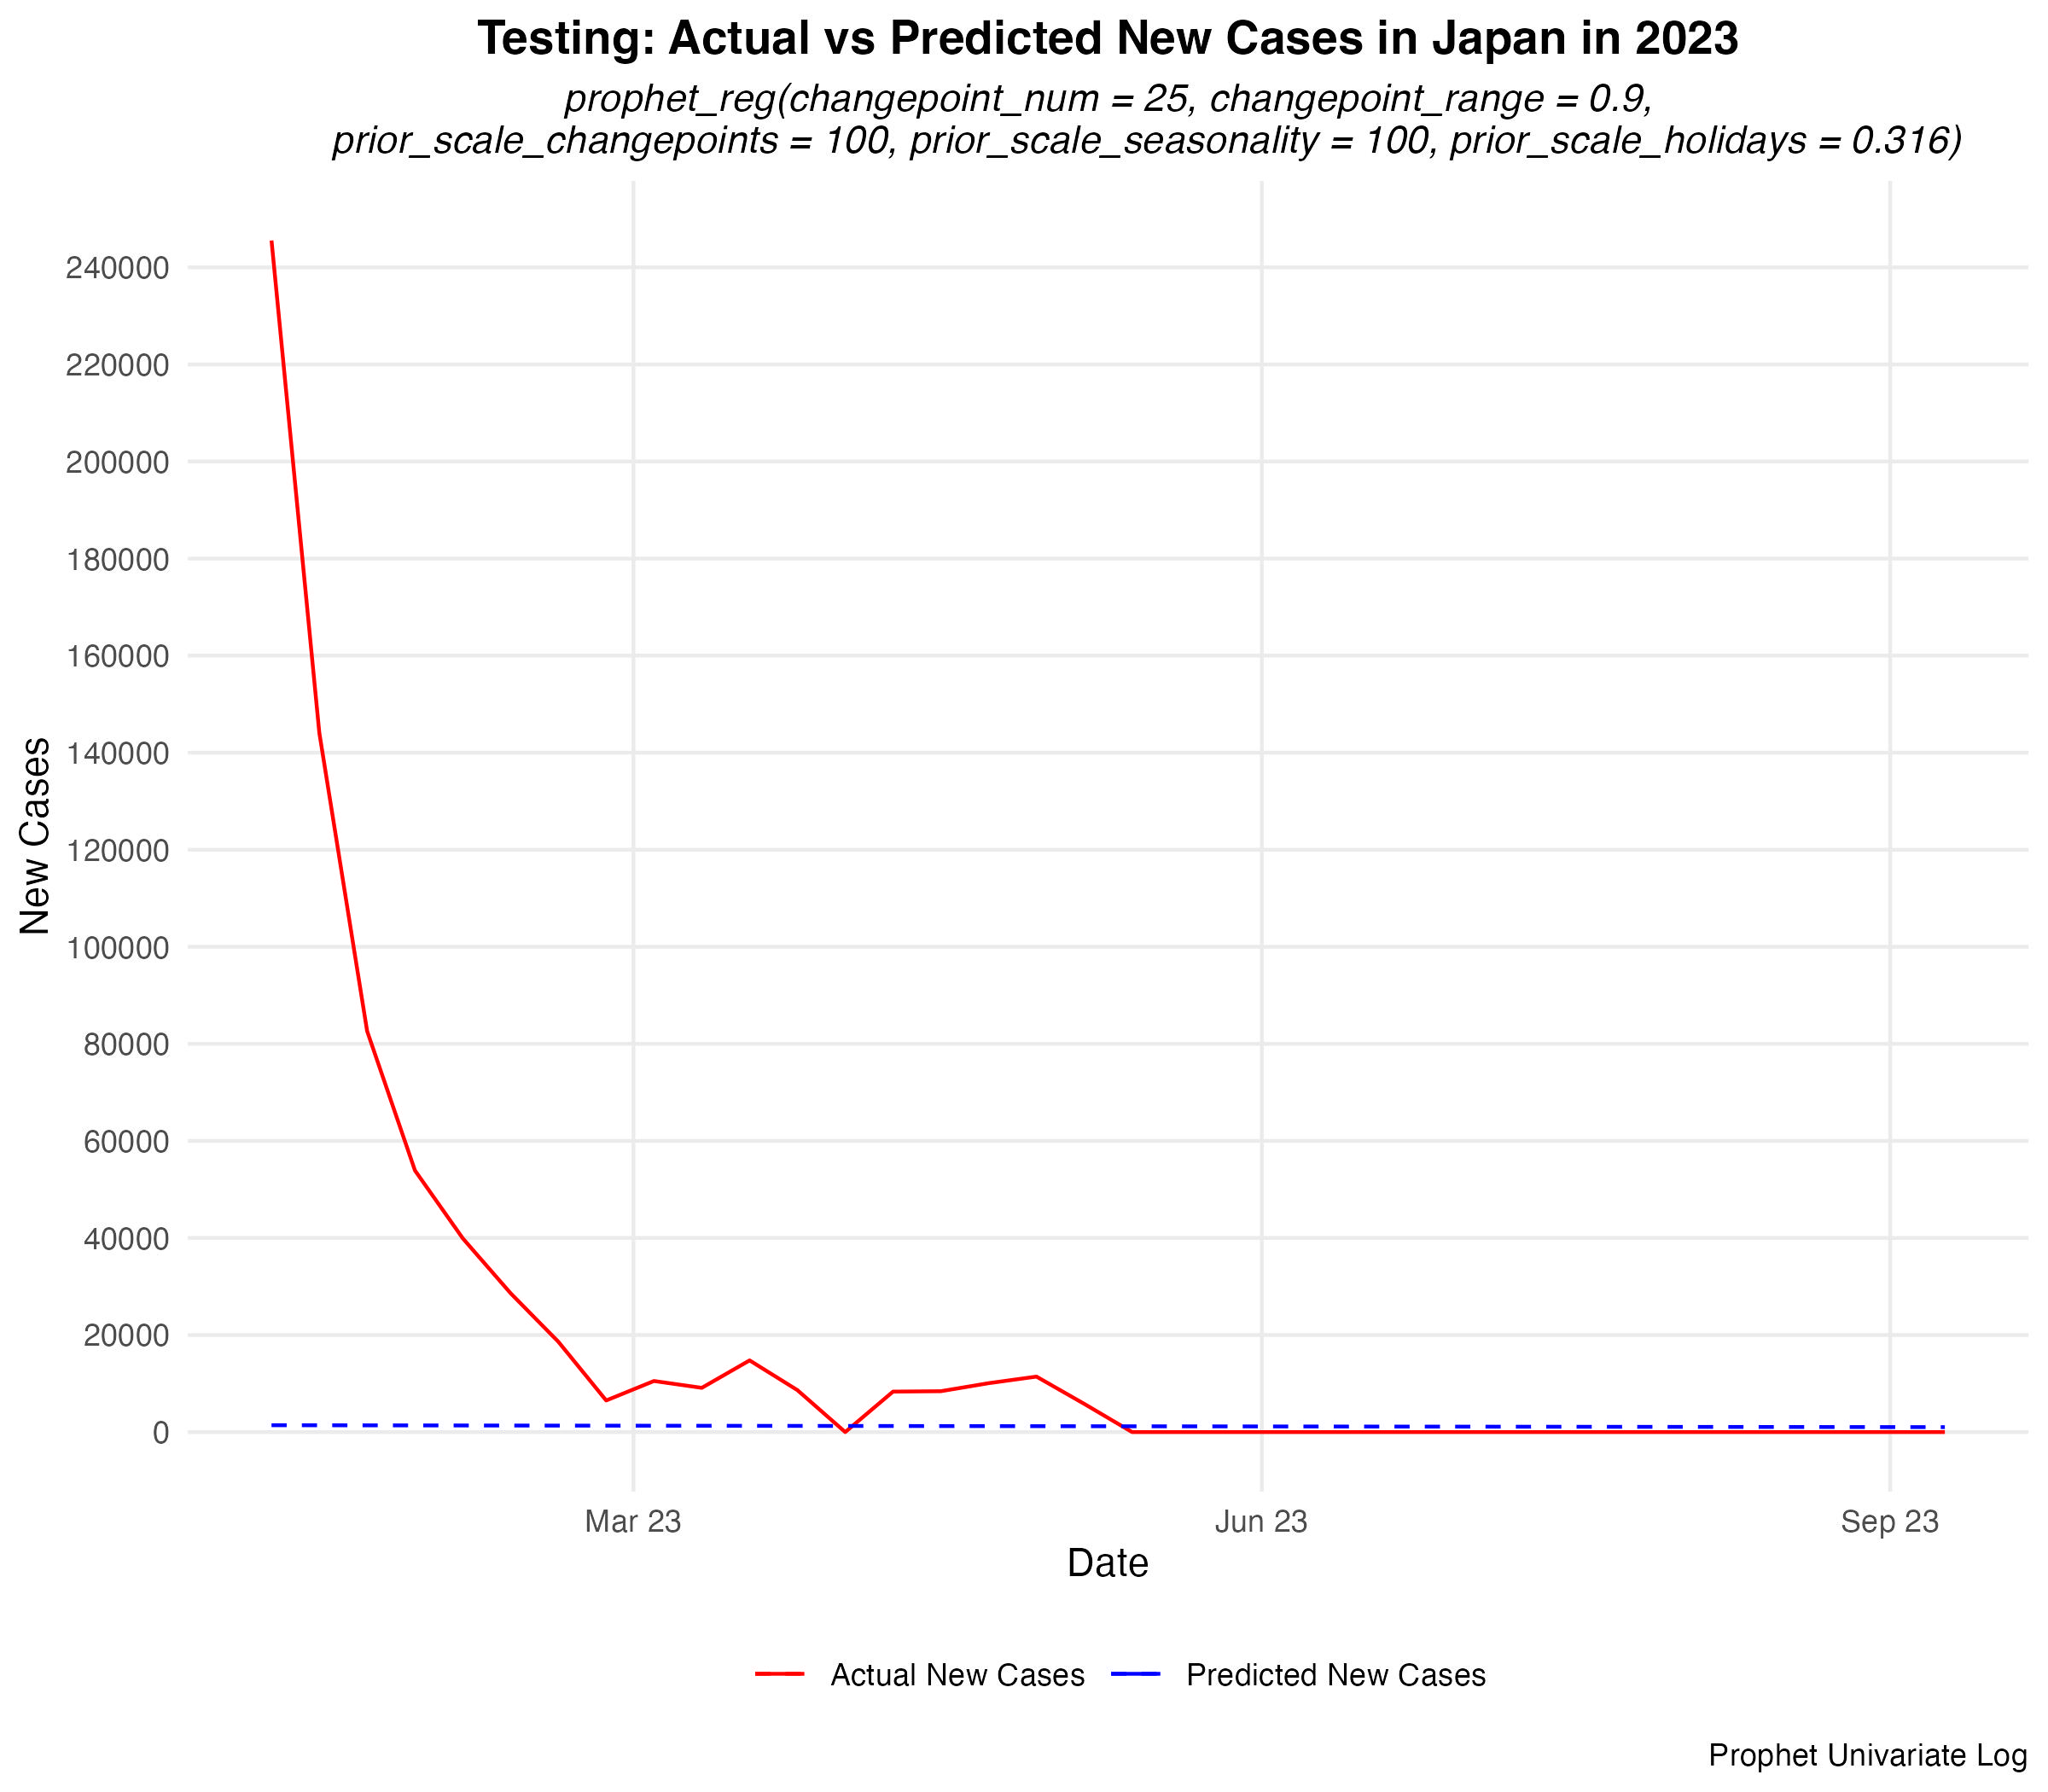 Testing: Actual vs Predicted New Cases in Japan in 2023
prophet_reg(changepoint_num = 25, changepoint_range = 0.9,
prior_scale_changepoints = 100, prior_scale_seasonality = 100, prior_scale_holidays = 0.316)
New Cases
240000
220000
200000
180000
160000
140000
120000
100000
80000
60000
40000
20000
0
Mar 23 Jun 23 Sep 23
Date
Actual New Cases Predicted New Cases
Prophet Univariate Log